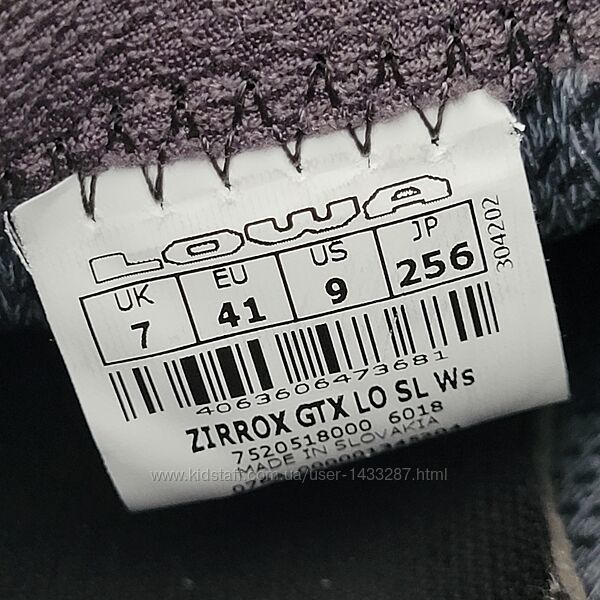 LOWA
UK EU US JP
7 41 9 256
304202
4063606473681
ZIRROX GTX LO SL Ws
7520518000 6018
MADE IN SLOVAKIA
www.kidstaff.com.ua/user-1433287.html